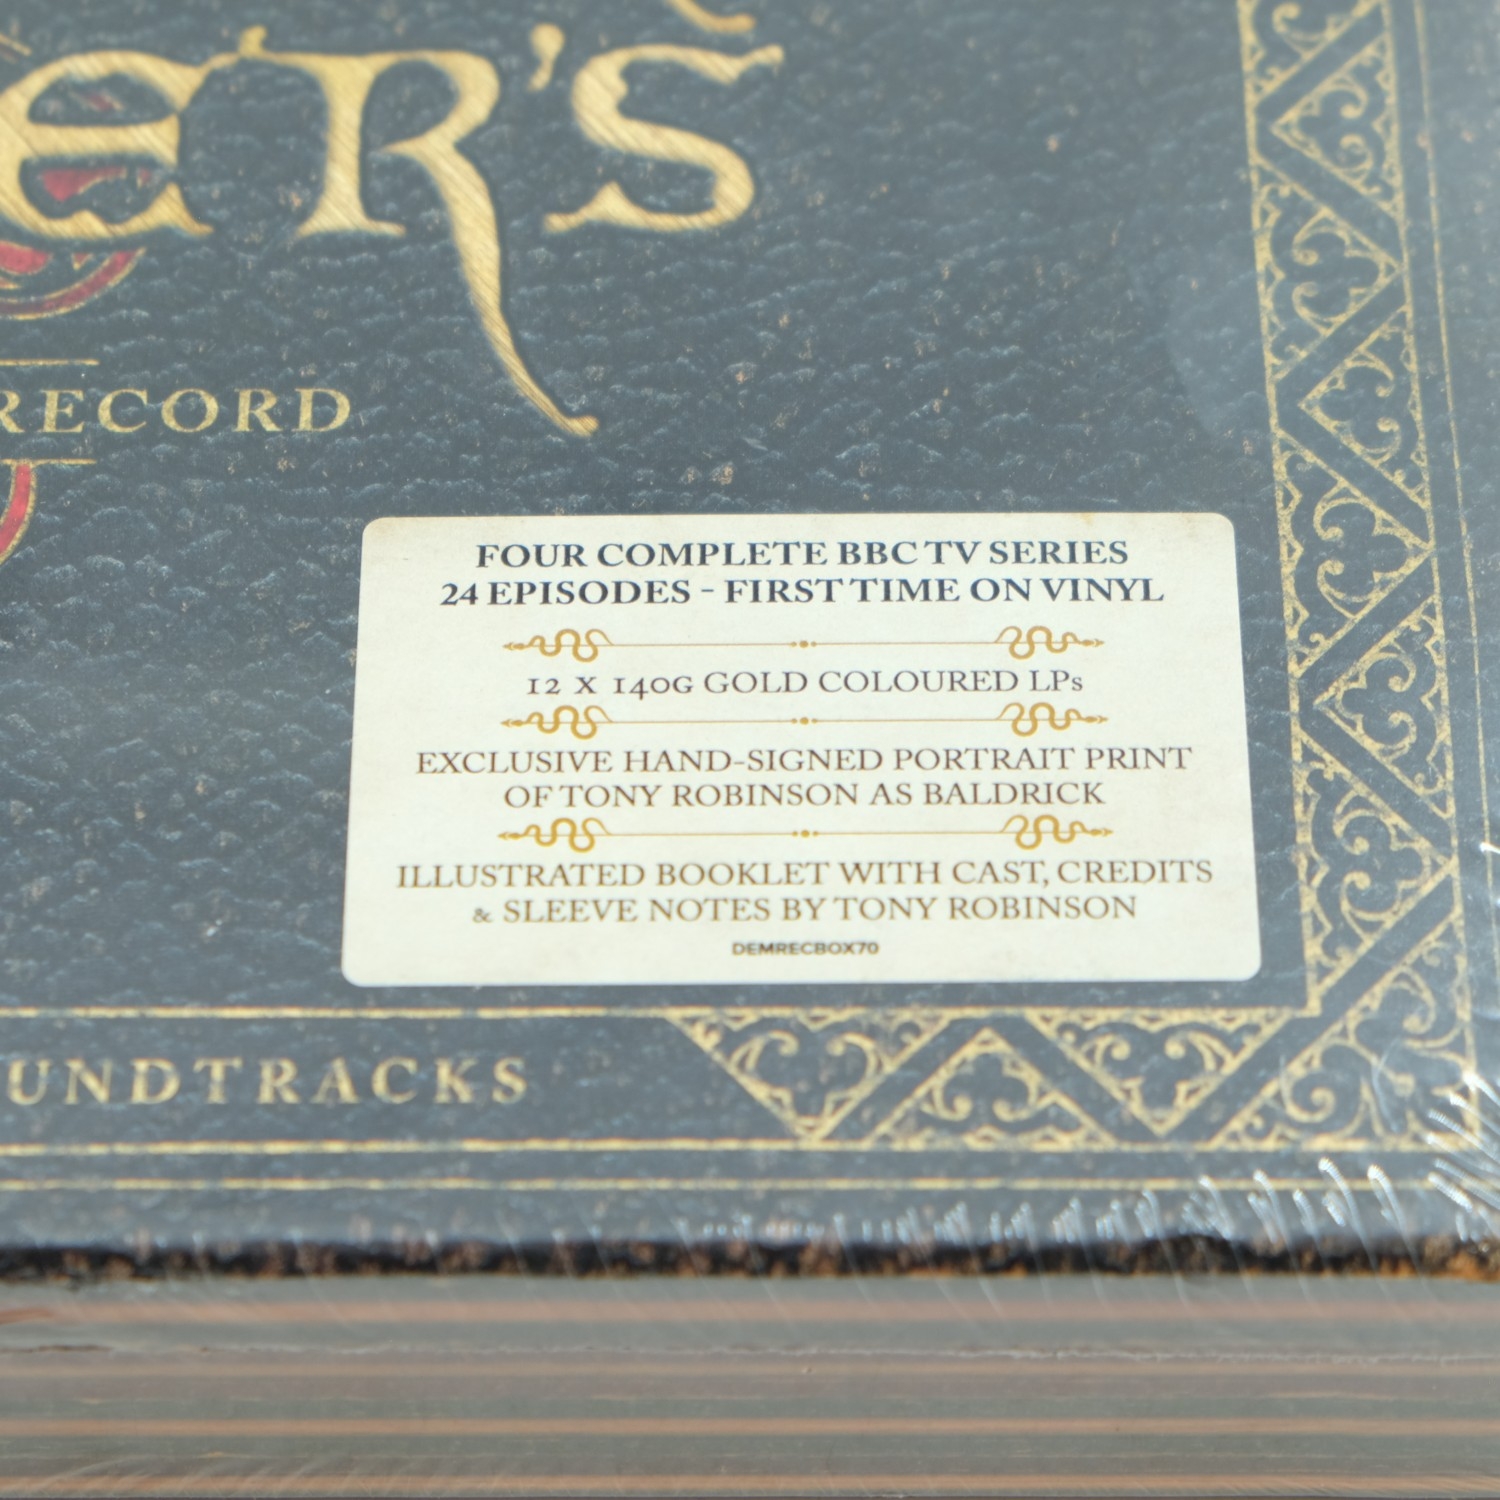 ER'S
RECORD
FOUR COMPLETE BBC TV SERIES
24 EPISODES - FIRST TIME ON VINYL
12 X 140G GOLD COLOURED LPs
EXCLUSIVE HAND-SIGNED PORTRAIT PRINT
OF TONY ROBINSON AS BALDRICK
ILLUSTRATED BOOKLET WITH CAST, CREDITS
& SLEEVE NOTES BY TONY ROBINSON
DEMRECBOX70
UNDTRACKS